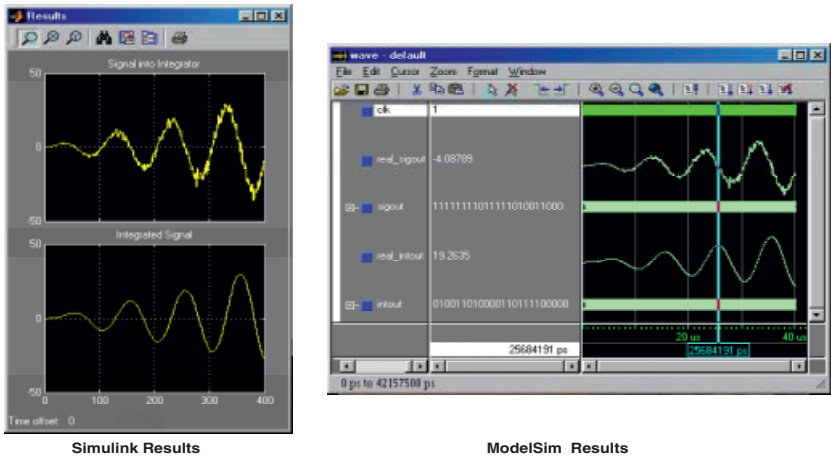 Results
Signal into Integrator
50
0
-50
Integrated Signal
50
0
-50
0 100 200 300 400
Time offset: 0
Simulink Results
wave - default
File Edit Cursor Zoom Format Window
clk 1
real_sigout -4.08789
sigout 11111111011111010011000
real_intout 19.2635
intout 010011010000110111100000
20 us 40 us
25684191 ps 25684191 ps
0 ps to 42157500 ps
ModelSim Results